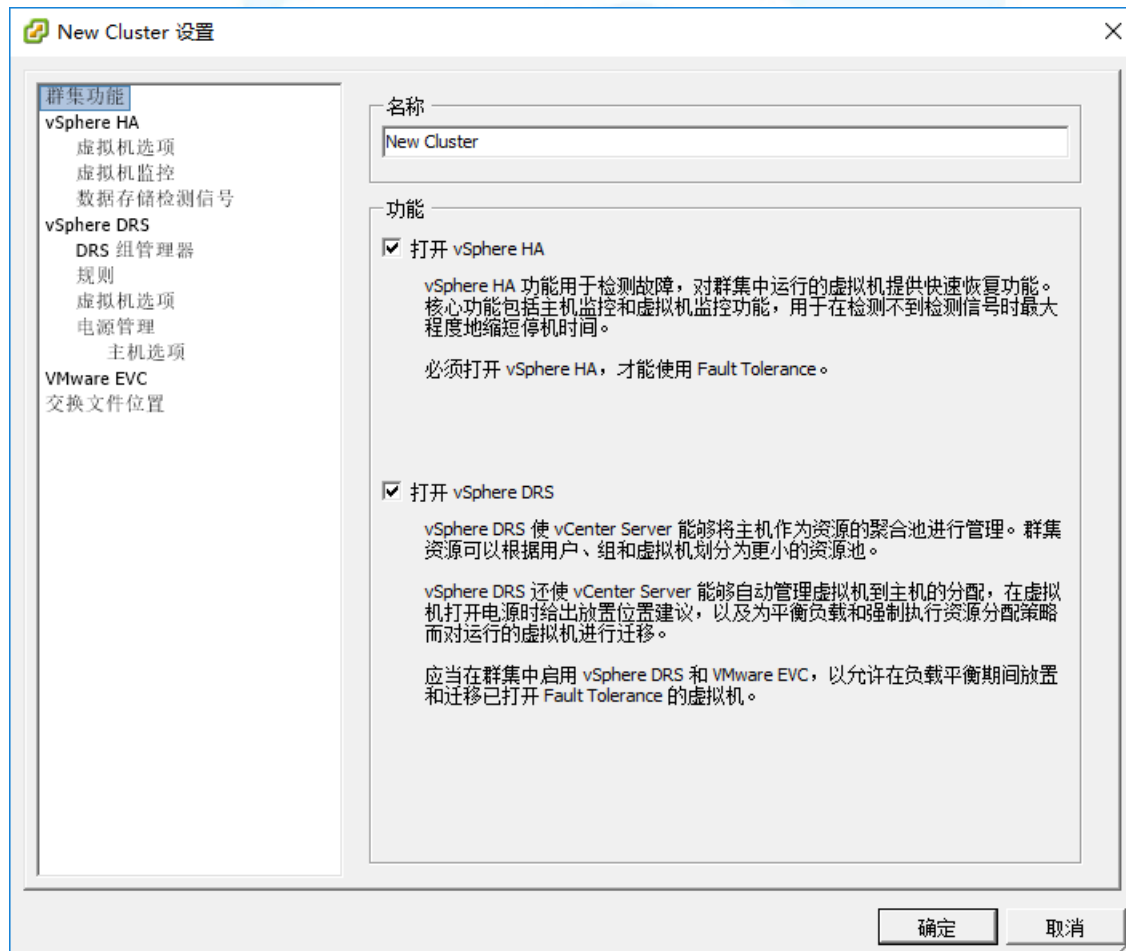 New Cluster 设置
群集功能
vSphere HA
虚拟机选项
虚拟机监控
数据存储检测信号
vSphere DRS
DRS 组管理器
规则
虚拟机选项
电源管理
主机选项
VMware EVC
交换文件位置
名称
New Cluster
功能
打开 vSphere HA
vSphere HA 功能用于检测故障，对群集中运行的虚拟机提供快速恢复功能。
核心功能包括主机监控和虚拟机监控功能，用于在检测不到检测信号时最大
程度地缩短停机时间。
必须打开 vSphere HA，才能使用 Fault Tolerance。
打开 vSphere DRS
vSphere DRS 使 vCenter Server 能够将主机作为资源的聚合池进行管理。群集
资源可以根据用户、组和虚拟机划分为更小的资源池。
vSphere DRS 还使 vCenter Server 能够自动管理虚拟机到主机的分配，在虚拟
机打开电源时给出放置位置建议，以及为平衡负载和强制执行资源分配策略
而对运行的虚拟机进行迁移。
应当在群集中启用 vSphere DRS 和 VMware EVC，以允许在负载平衡期间放置
和迁移已打开 Fault Tolerance 的虚拟机。
确定
取消